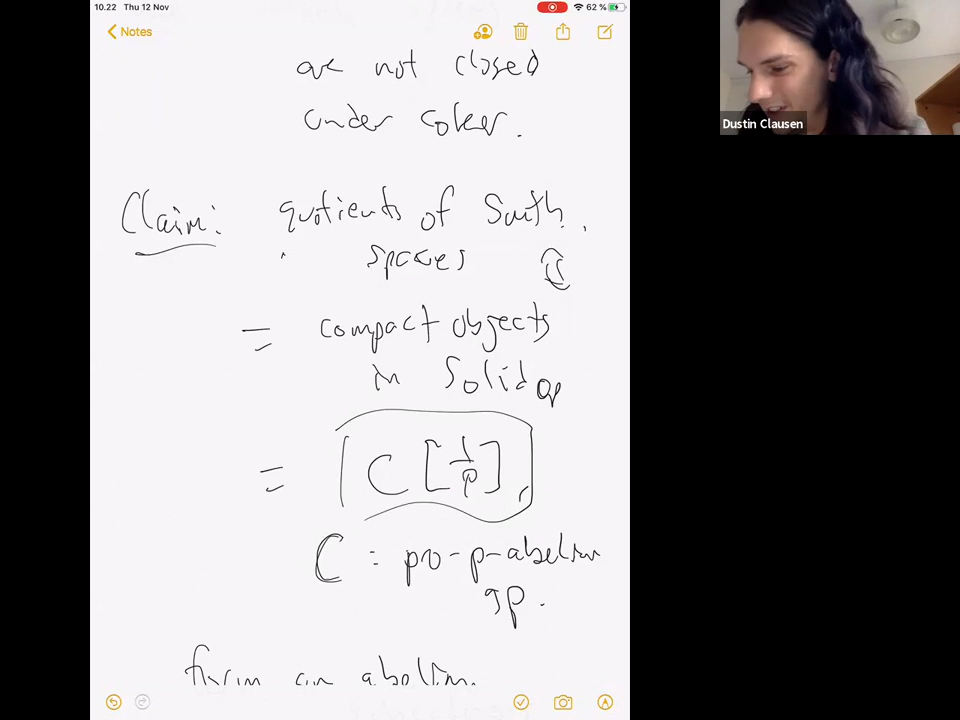 10.22 Thu 12 Nov
62 %
Notes
Dustin Clausen
are not closed
under coker.
Claim: quotients of Smith
spaces
= compact objects
in Solid
= C[1/p],
C = pro-p-abelian
gp.
form an abelian